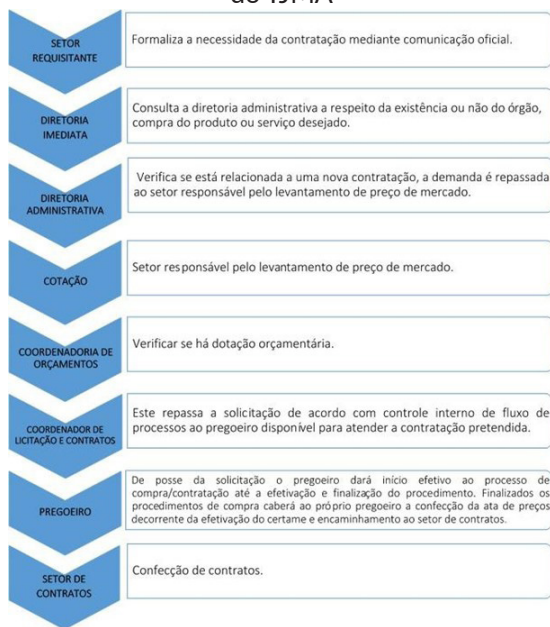 SETOR
REQUISITANTE
Formaliza a necessidade da contratação mediante comunicação oficial.
DIRETORIA
IMEDIATA
Consulta a diretoria administrativa a respeito da existência ou não do órgão,
compra do produto ou serviço desejado.
DIRETORIA
ADMINISTRATIVA
Verifica se está relacionada a uma nova contratação, a demanda é repassada
ao setor responsável pelo levantamento de preço de mercado.
COTAÇÃO
Setor responsável pelo levantamento de preço de mercado.
COORDENADORIA DE
ORÇAMENTOS
Verificar se há dotação orçamentária.
COORDENADOR DE
LICITAÇÃO E CONTRATOS
Este repassa a solicitação de acordo com controle interno de fluxo de
processos ao pregoeiro disponível para atender a contratação pretendida.
PREGOEIRO
De posse da solicitação o pregoeiro dará início efetivo ao processo de
compra/contratação até a efetivação e finalização do procedimento. Finalizados os
procedimentos de compra caberá ao próprio pregoeiro a confecção da ata de preços
decorrente da efetivação do certame e encaminhamento ao setor de contratos.
SETOR DE
CONTRATOS
Confecção de contratos.